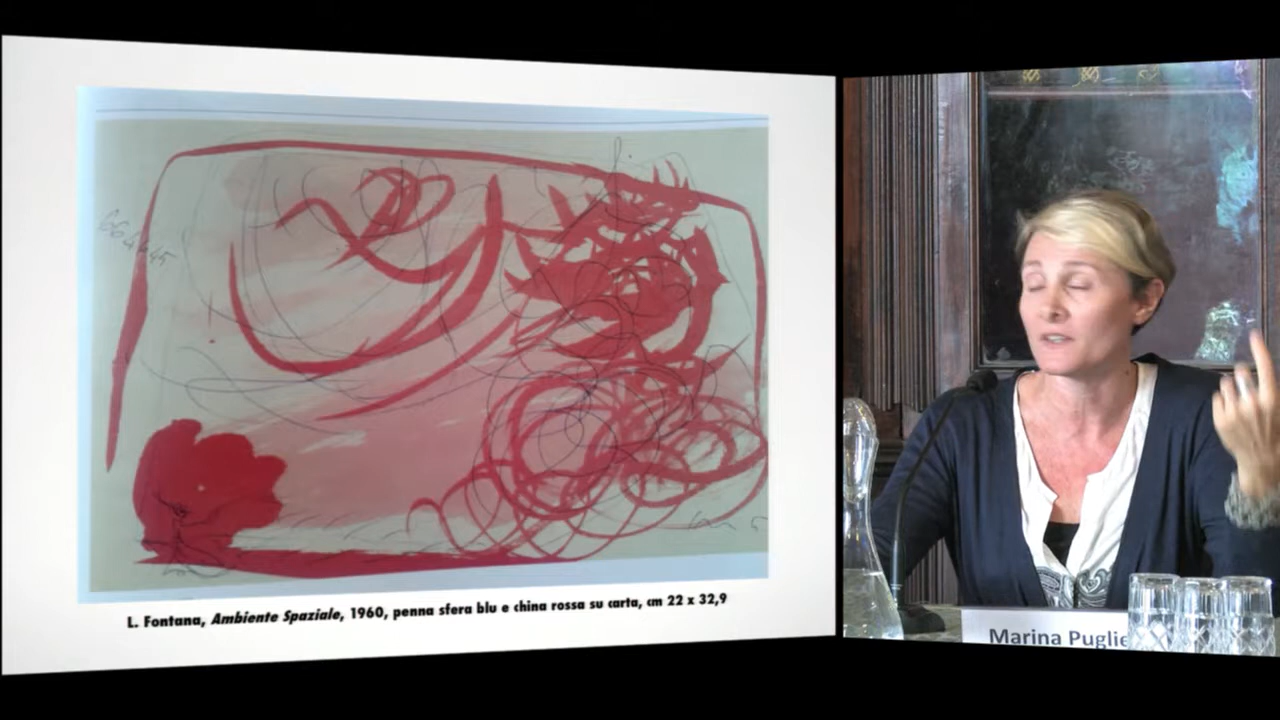 L. Fontana, Ambiente Spaziale, 1960, penna sfera blu e china rossa su carta, cm 22 x 32,9
Marina Puglie